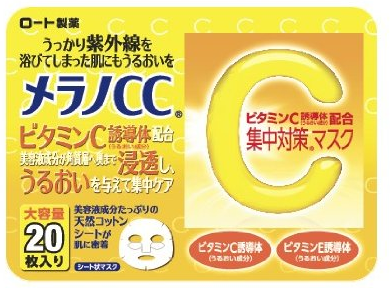 ロート製薬
うっかり紫外線を
浴びてしまった肌にもうるおいを
メラノCC®
ビタミンC誘導体配合
(うるおい成分)
美容液成分が角質層の奥まで浸透し、
うるおいを与えて集中ケア
大容量
20
枚入り
美容液成分たっぷりの
天然コットン
シートが
肌に密着
シート状マスク
ビタミンC誘導体配合
(うるおい成分)
集中対策®マスク
ビタミンC誘導体
(うるおい成分)
ビタミンE誘導体
(うるおい成分)